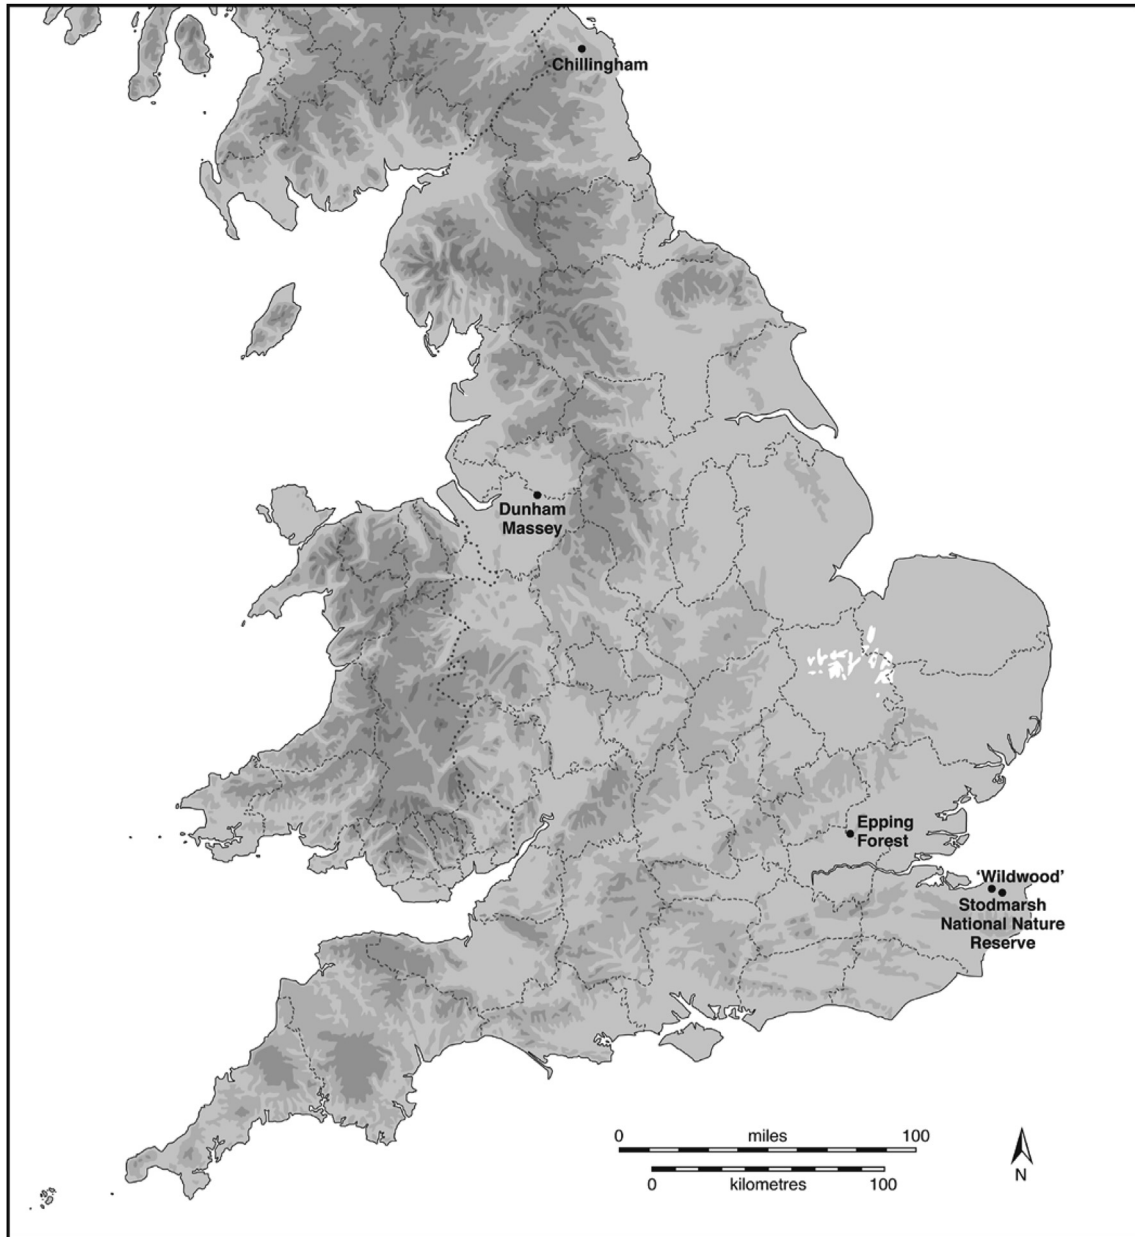 Chillingham
Dunham
Massey
Epping
Forest
‘Wildwood’
Stodmarsh
National Nature
Reserve
0 miles 100
0 kilometres 100
N